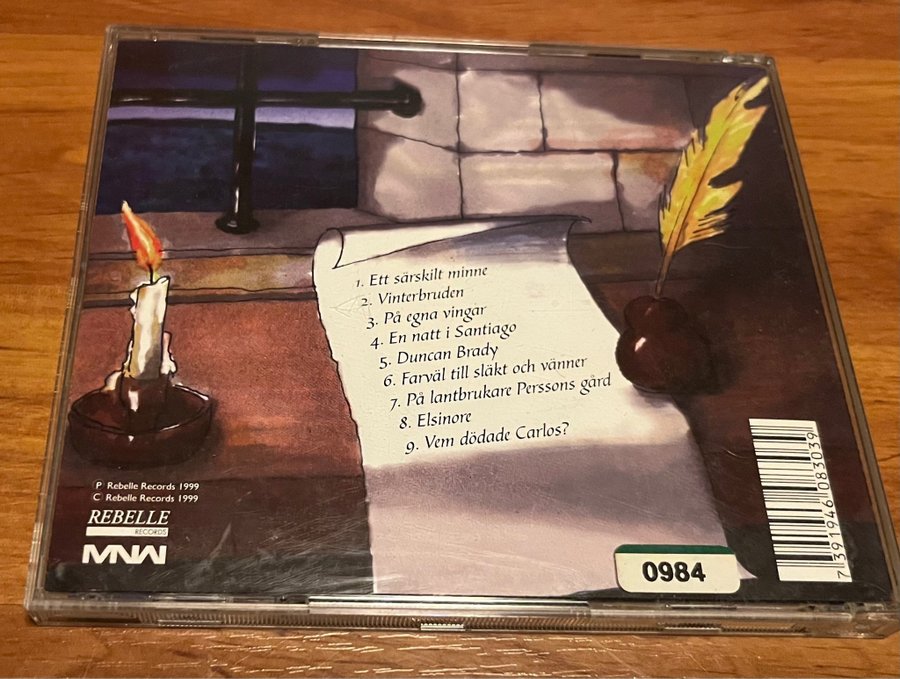 1. Ett särskilt minne
2. Vinterbruden
3. På egna vingar
4. En natt i Santiago
5. Duncan Brady
6. Farväl till släkt och vänner
7. På lantbrukare Perssons gård
8. Elsinore
9. Vem dödade Carlos?
P Rebelle Records 1999
C Rebelle Records 1999
REBELLE
RECORDS
MNW
0984
7 391946 083039